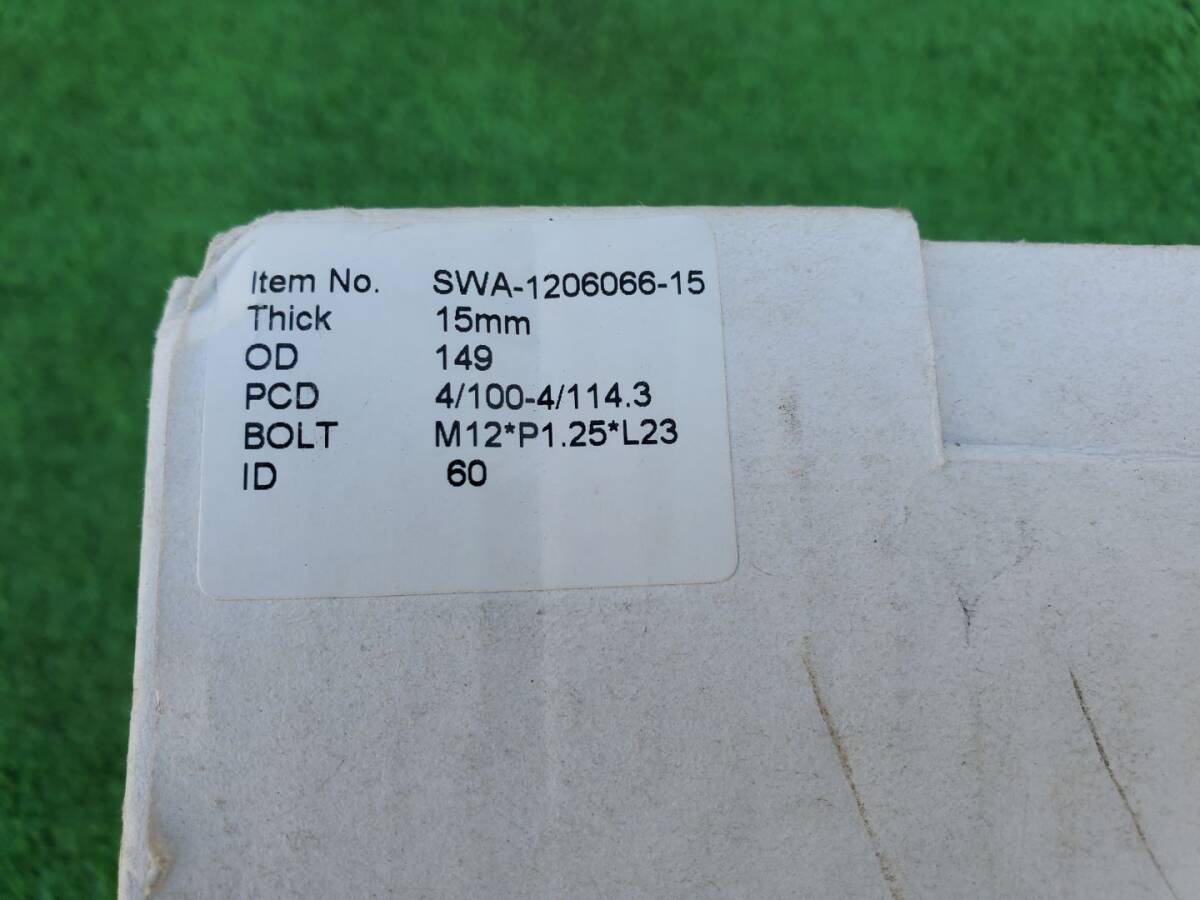 Item No. SWA-1206066-15
Thick 15mm
OD 149
PCD 4/100-4/114.3
BOLT M12*P1.25*L23
ID 60